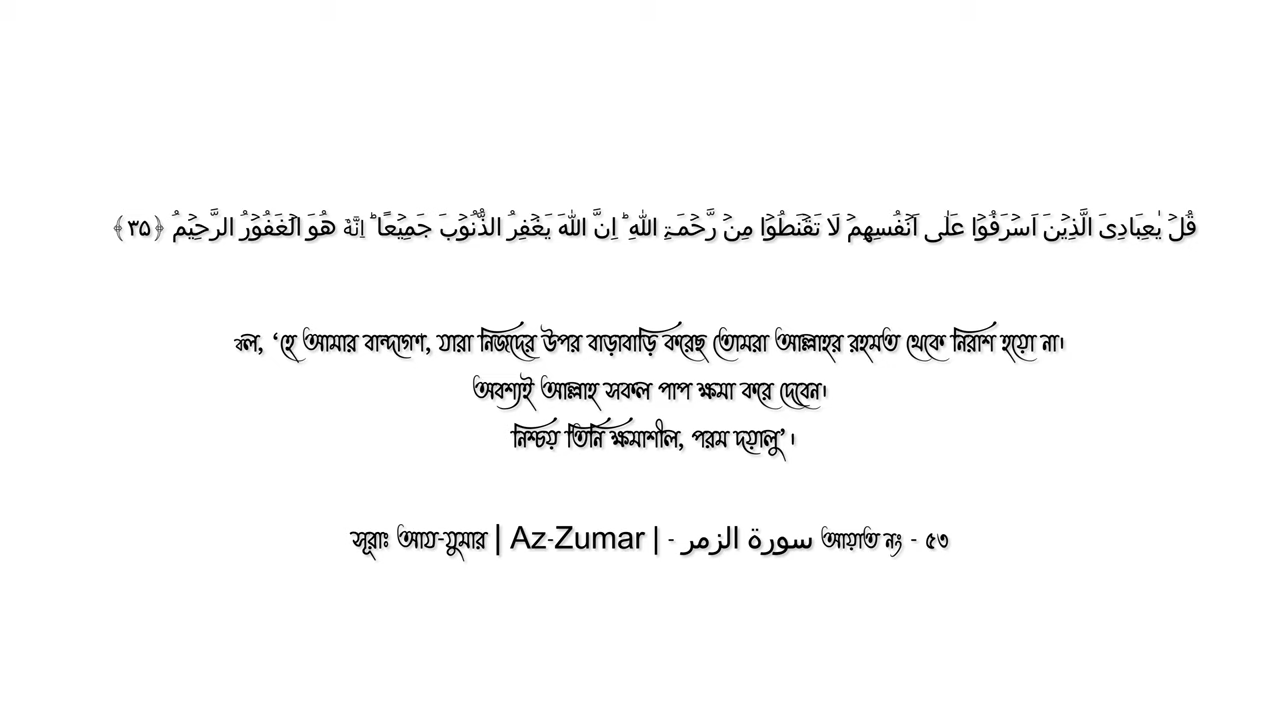 قُلۡ يٰعِبَادِىَ الَّذِيۡنَ اَسۡرَفُوۡا عَلٰٓى اَنۡفُسِهِمۡ لَا تَقۡنَطُوۡا مِنۡ رَّحۡمَةِ اللّٰهِ‌ ؕ اِنَّ اللّٰهَ يَغۡفِرُ الذُّنُوۡبَ جَمِيۡعًا‌ ؕ اِنَّهٗ هُوَ الۡغَفُوۡرُ الرَّحِيۡمُ ﴿۳۵﴾
বল, ‘হে আমার বান্দাগণ, যারা নিজদের উপর বাড়াবাড়ি করেছ তোমরা আল্লাহর রহমত থেকে নিরাশ হয়ো না।
অবশ্যই আল্লাহ সকল পাপ ক্ষমা করে দেবেন।
নিশ্চয় তিনি ক্ষমাশীল, পরম দয়ালু’।
সূরাঃ আয-যুমার | Az-Zumar | - سورة الزمر আয়াত নং - ৫৩